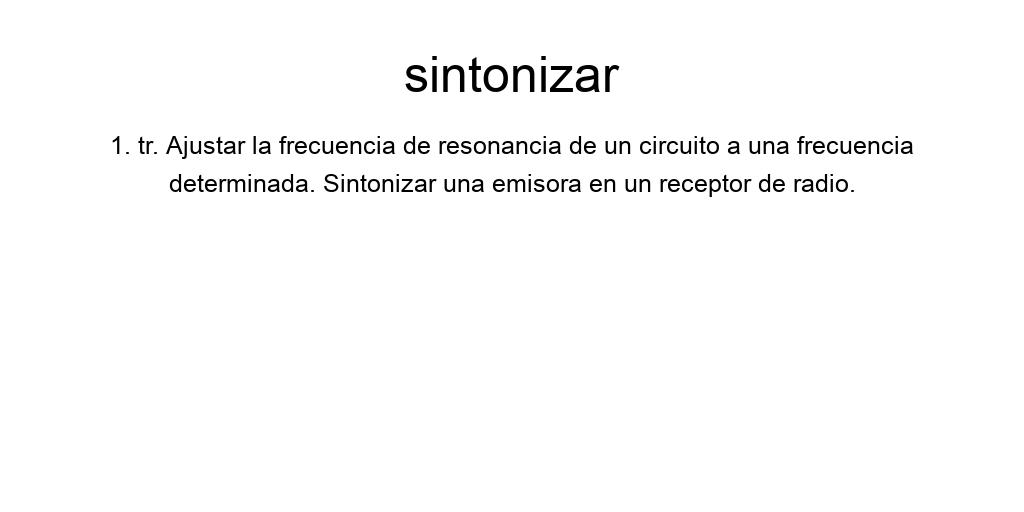 sintonizar
1. tr. Ajustar la frecuencia de resonancia de un circuito a una frecuencia
determinada. Sintonizar una emisora en un receptor de radio.